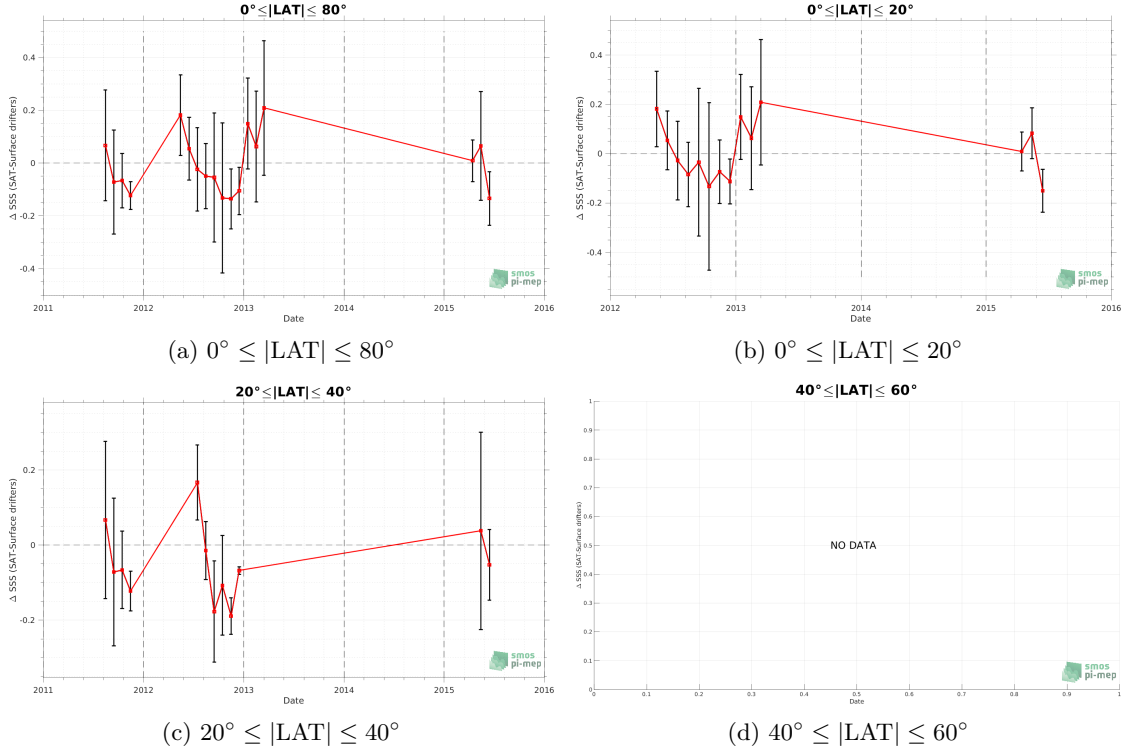 0°≤|LAT|≤ 80°
Δ SSS (SAT-Surface drifters)
0.4
0.2
0
-0.2
-0.4
2011 2012 2013 2014 2015 2016
Date
smos
pi-mep
(a) 0° ≤ |LAT| ≤ 80°
0°≤|LAT|≤ 20°
Δ SSS (SAT-Surface drifters)
0.4
0.2
0
-0.2
-0.4
2012 2013 2014 2015 2016
Date
smos
pi-mep
(b) 0° ≤ |LAT| ≤ 20°
20°≤|LAT|≤ 40°
Δ SSS (SAT-Surface drifters)
0.2
0
-0.2
2011 2012 2013 2014 2015 2016
Date
smos
pi-mep
(c) 20° ≤ |LAT| ≤ 40°
40°≤|LAT|≤ 60°
Δ SSS (SAT-Surface drifters)
1
0.9
0.8
0.7
0.6
0.5
0.4
0.3
0.2
0.1
0
NO DATA
0 0.1 0.2 0.3 0.4 0.5 0.6 0.7 0.8 0.9 1
Date
smos
pi-mep
(d) 40° ≤ |LAT| ≤ 60°